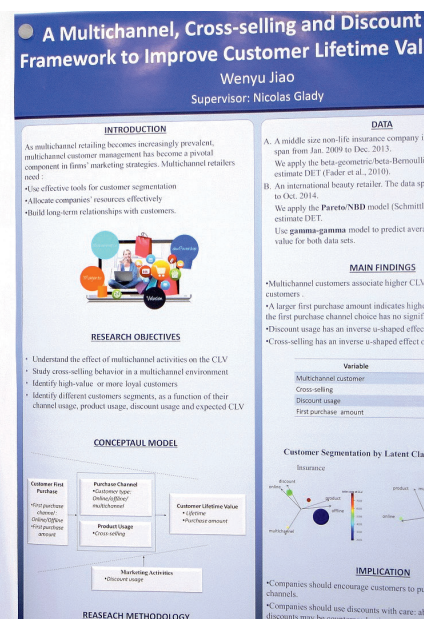 A Multichannel, Cross-selling and Discount
Framework to Improve Customer Lifetime Val
Wenyu Jiao
Supervisor: Nicolas Glady
INTRODUCTION
As multichannel retailing becomes increasingly prevalent,
multichannel customer management has become a pivotal
component in firms' marketing strategies. Multichannel retailers
need :
•Use effective tools for customer segmentation
•Allocate companies' resources effectively
•Build long-term relationships with customers.
RESEARCH OBJECTIVES
• Understand the effect of multichannel activities on the CLV
• Study cross-selling behavior in a multichannel environment
• Identify high-value or more loyal customers
• Identify different customers segments, as a function of their
channel usage, product usage, discount usage and expected CLV
CONCEPTAUL MODEL
Customer First
Purchase
•First purchase
channel :
Online/Offline
•First purchase
amount
Purchase Channel
•Customer type:
Online/offline/
multichannel
Product Usage
•Cross-selling
Customer Lifetime Value
• Lifetime
•Purchase amount
Marketing Activities
•Discount usage
REASEACH METHODOLOGY
DATA
A. A middle size non-life insurance company i
span from Jan. 2009 to Dec. 2013.
We apply the beta-geometric/beta-Bernoulli
estimate DET (Fader et al., 2010).
B. An international beauty retailer. The data sp
to Oct. 2014.
We apply the Pareto/NBD model (Schmittl
estimate DET.
Use gamma-gamma model to predict avera
value for both data sets.
MAIN FINDINGS
•Multichannel customers associate higher CLV
customers .
•A larger first purchase amount indicates highe
the first purchase channel choice has no signif
•Discount usage has an inverse u-shaped effec
•Cross-selling has an inverse u-shaped effect o
Variable
Multichannel customer
Cross-selling
Discount usage
First purchase amount
Customer Segmentation by Latent Cla
Insurance
discount
online
product
offline
multichannel
product
online
IMPLICATION
•Companies should encourage customers to pu
channels.
•Companies should use discounts with care: al
discounts may be